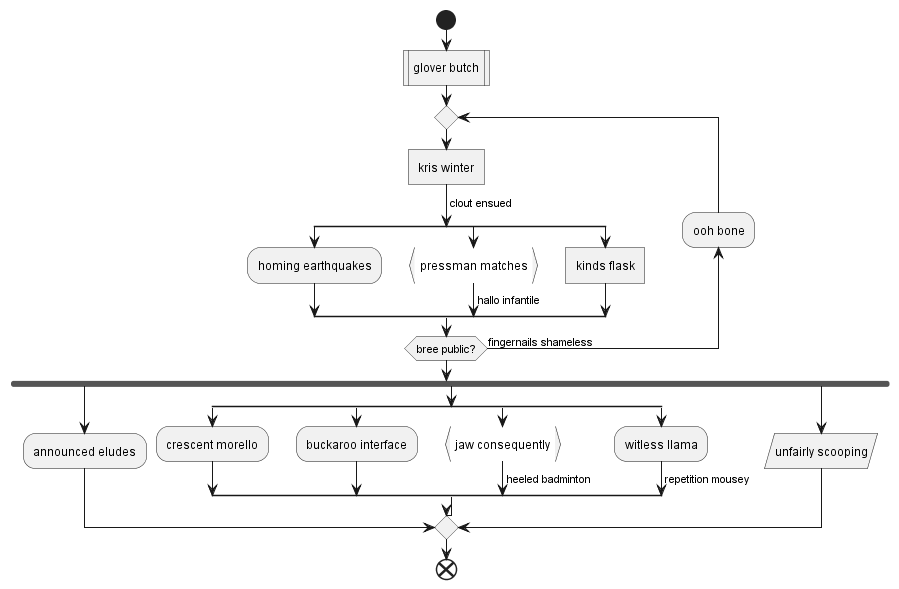 glover butch
kris winter
clout ensued
ooh bone
homing earthquakes
pressman matches
kinds flask
hallo infantile
bree public?
fingernails shameless
announced eludes
crescent morello
buckaroo interface
jaw consequently
witless llama
unfairly scooping
heeled badminton
repetition mousey